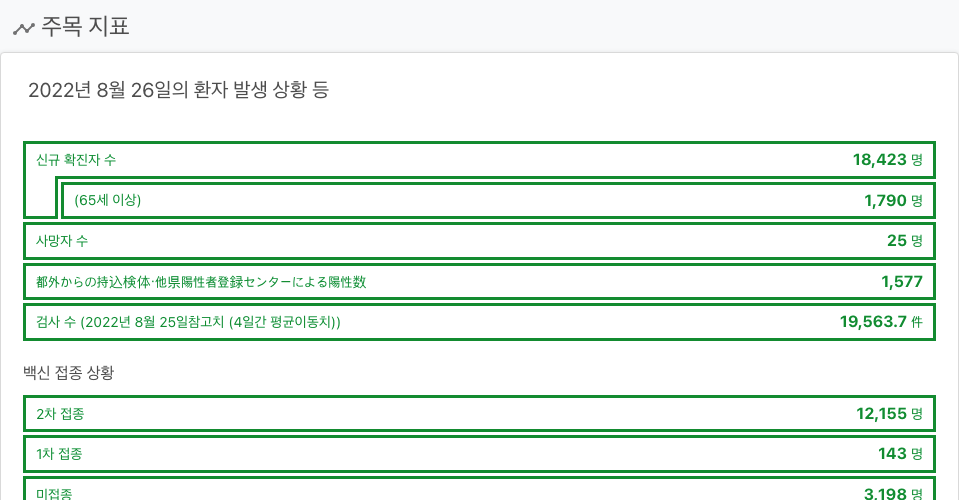 주목 지표
2022년 8월 26일의 환자 발생 상황 등
신규 확진자 수 18,423 명
(65세 이상) 1,790 명
사망자 수 25 명
都外からの持込検体·他県陽性者登録センターによる陽性数 1,577
검사 수 (2022년 8월 25일참고치 (4일간 평균이동치)) 19,563.7 件
백신 접종 상황
2차 접종 12,155 명
1차 접종 143 명
미접종 3,198 명